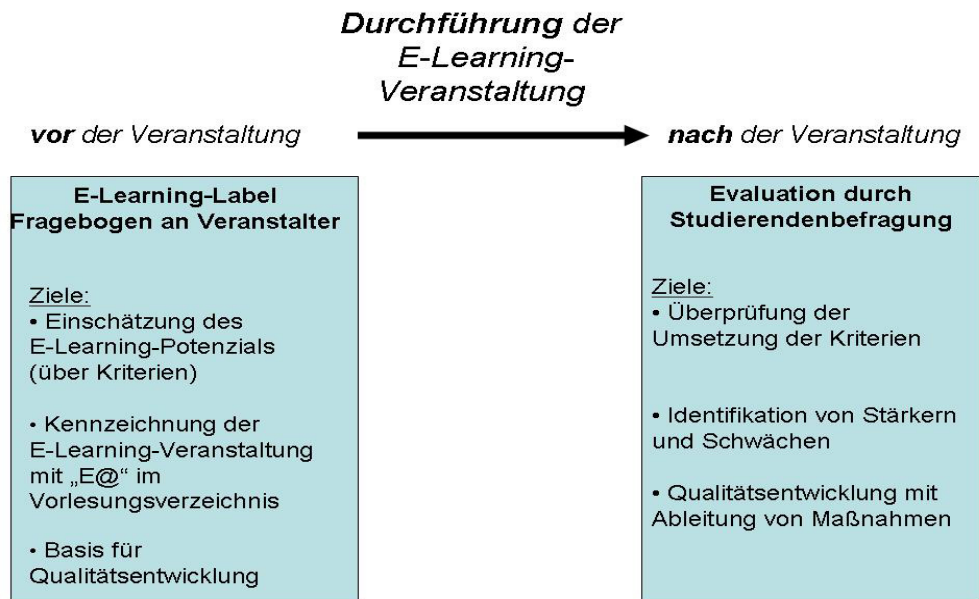 Durchführung der
E-Learning-
Veranstaltung
vor der Veranstaltung
nach der Veranstaltung
E-Learning-Label
Fragebogen an Veranstalter
Ziele:
• Einschätzung des
E-Learning-Potenzials
(über Kriterien)
• Kennzeichnung der
E-Learning-Veranstaltung
mit „E@“ im
Vorlesungsverzeichnis
• Basis für
Qualitätsentwicklung
Evaluation durch
Studierendenbefragung
Ziele:
• Überprüfung der
Umsetzung der Kriterien
• Identifikation von Stärkern
und Schwächen
• Qualitätsentwicklung mit
Ableitung von Maßnahmen